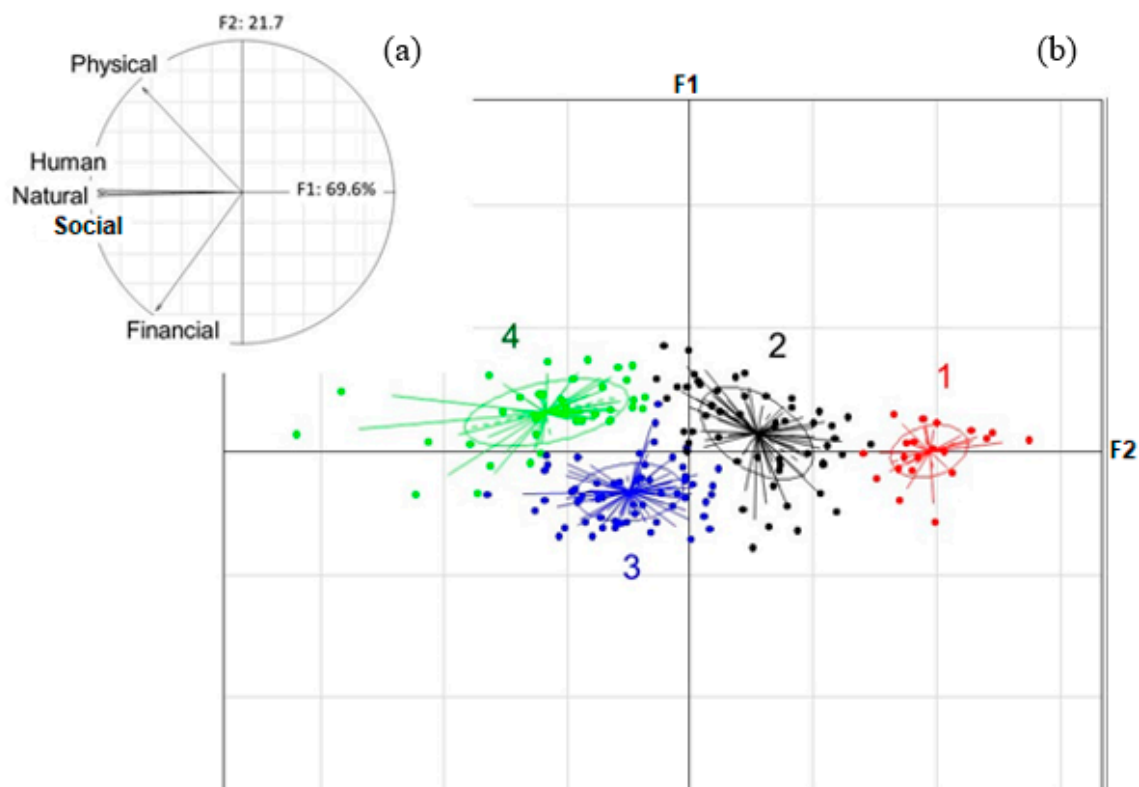 F2: 21.7
(a)
(b)
Physical
F1
Human
F1: 69.6%
Natural
Social
Financial
4
2
1
F2
3